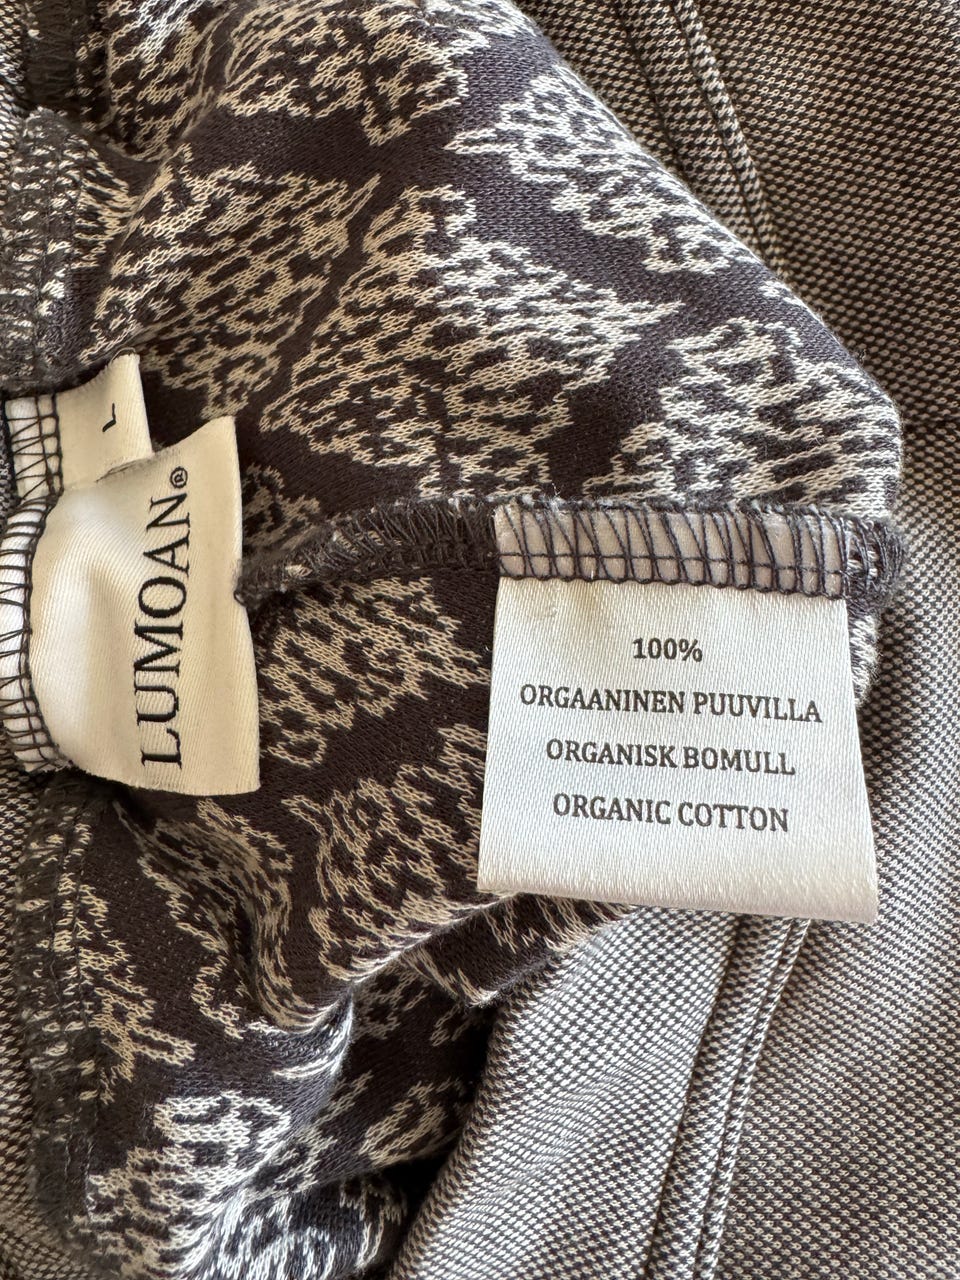 L
LUMOAN®
100%
ORGAANINEN PUUVILLA
ORGANISK BOMULL
ORGANIC COTTON